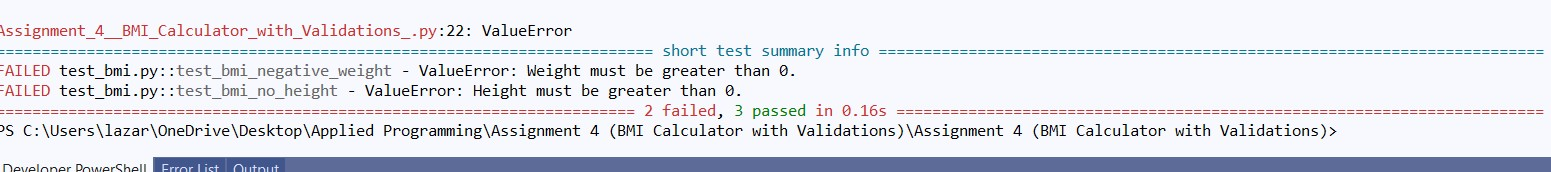 Assignment_4__BMI_Calculator_with_Validations_.py:22: ValueError
========================================================================== short test summary info ===========================================================================
FAILED test_bmi.py::test_bmi_negative_weight - ValueError: Weight must be greater than 0.
FAILED test_bmi.py::test_bmi_no_height - ValueError: Height must be greater than 0.
======================================================================== 2 failed, 3 passed in 0.16s =========================================================================
PS C:\Users\lazar\OneDrive\Desktop\Applied Programming\Assignment 4 (BMI Calculator with Validations)\Assignment 4 (BMI Calculator with Validations)>
Developer PowerShell Error List Output